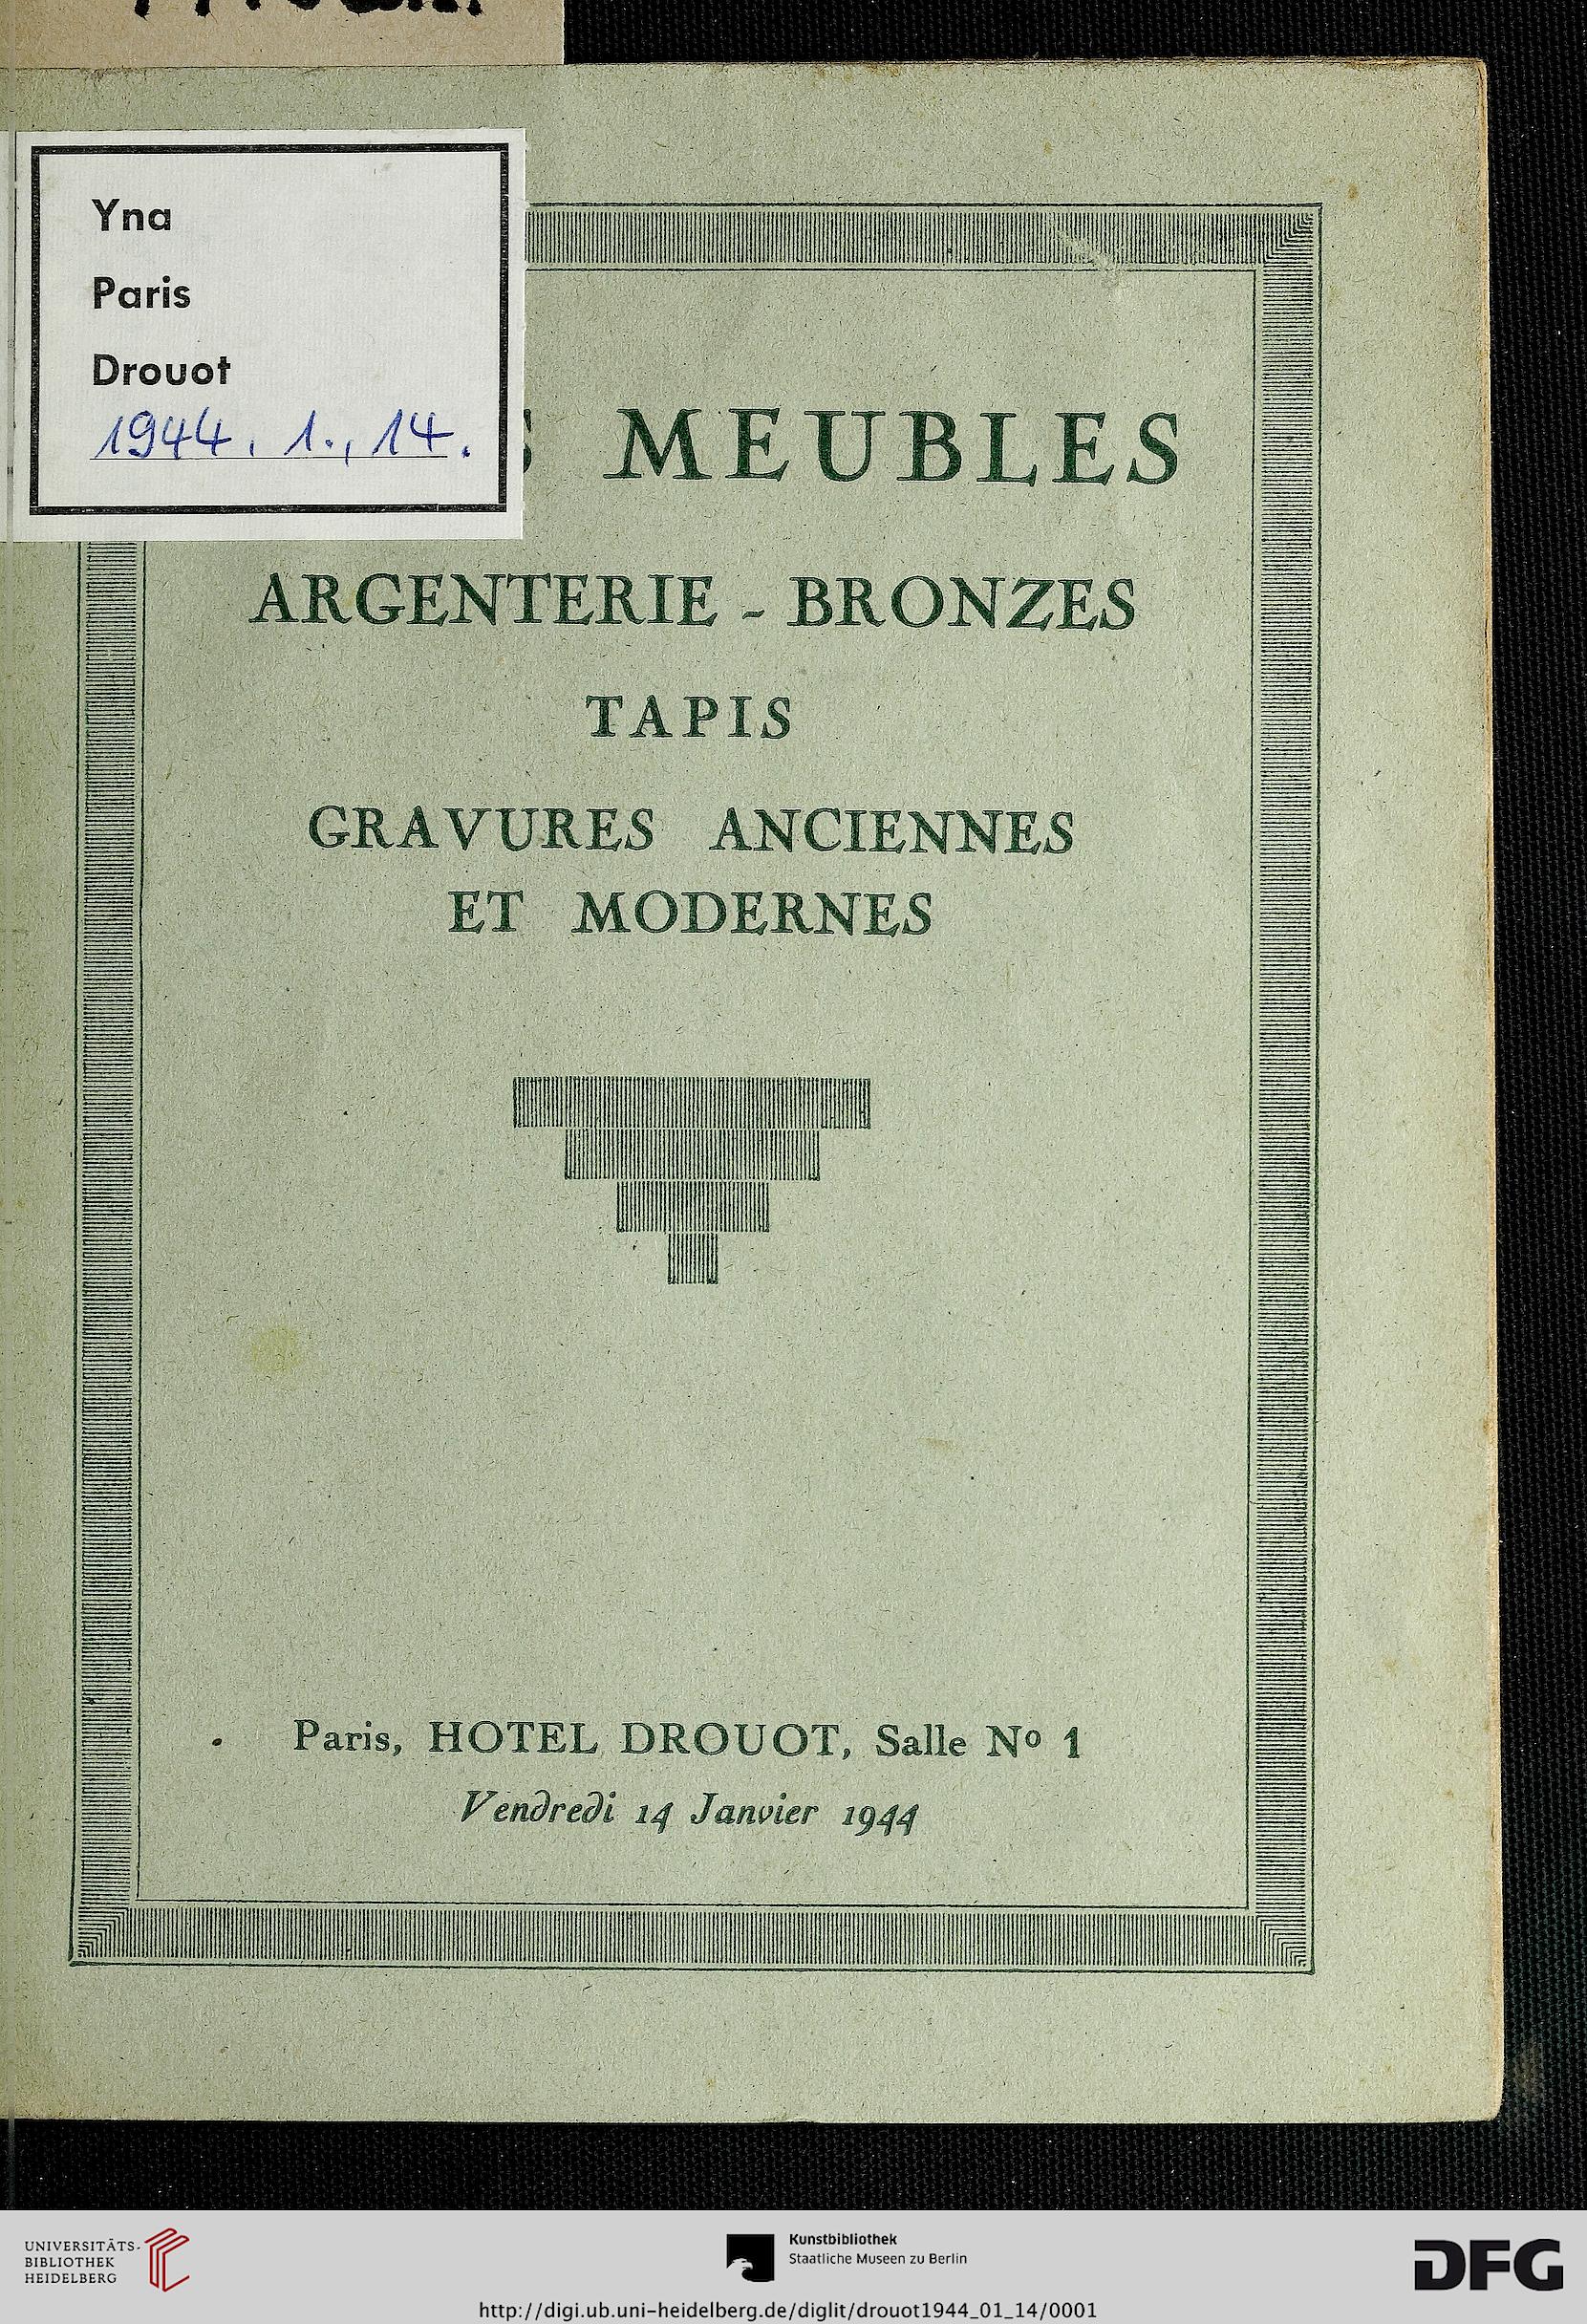 Yna
Paris
Drouot
1944. 1., 14.
MEUBLES
ARGENTERIE - BRONZES
TAPIS
GRAVURES ANCIENNES
ET MODERNES
Paris, HOTEL DROUOT, Salle Nº 1
Vendredi 14 Janvier 1944
UNIVERSITÄTS-
BIBLIOTHEK
HEIDELBERG
Kunstbibliothek
Staatliche Museen zu Berlin
DFG
http://digi.ub.uni-heidelberg.de/diglit/drouot1944_01_14/0001